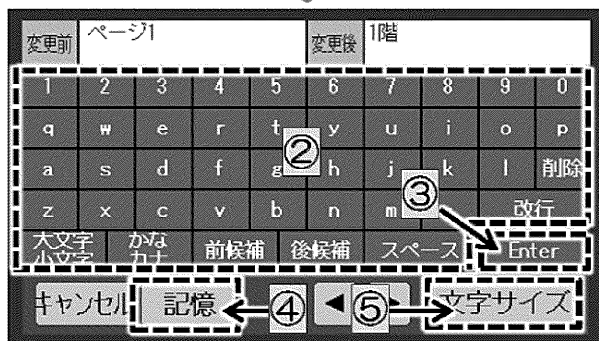 変更前 ページ1 変更後 1階
1 2 3 4 5 6 7 8 9 0
q w e r t y u i o p
② 
a s d f g h j k l 削除
③
z x c v b n m 改行
大文字 小文字 かな カナ 前候補 後候補 スペース Enter
キャンセル 記憶 ④ ◀ ⑤ 文字サイズ